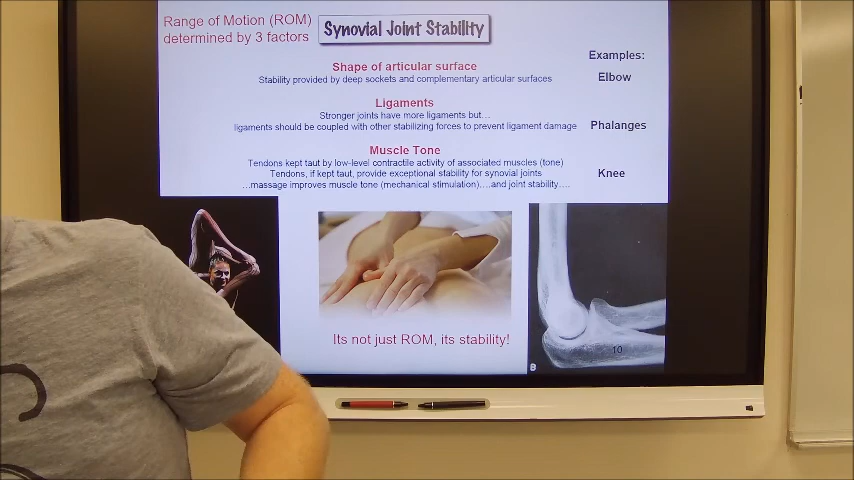 Range of Motion (ROM)
determined by 3 factors
Synovial Joint Stability
Examples:
Shape of articular surface
Stability provided by deep sockets and complementary articular surfaces
Elbow
Ligaments
Stronger joints have more ligaments but…
ligaments should be coupled with other stabilizing forces to prevent ligament damage
Phalanges
Muscle Tone
Tendons kept taut by low-level contractile activity of associated muscles (tone)
Tendons, if kept taut, provide exceptional stability for synovial joints
…massage improves muscle tone (mechanical stimulation)….and joint stability….
Knee
Its not just ROM, its stability!
10
B